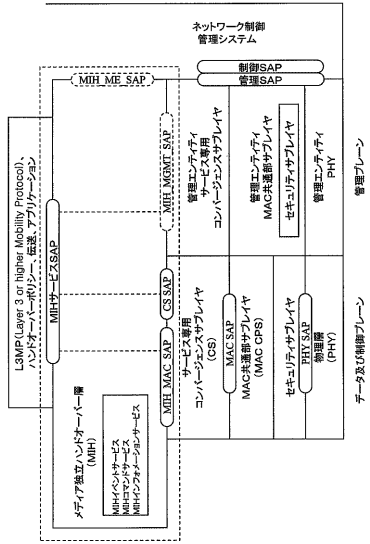 L3MP(Layer 3 or higher Mobility Protocol)、
ハンドオーバーポリシー、伝送、アプリケーション
MIHサービスSAP
メディア独立ハンドオーバー層
(MIH)
MIHイベントサービス
MIHコマンドサービス
MIHインフォメーションサービス
MIH_ME_SAP
MIH_MAC_SAP
CS_SAP
MIH_MGMT_SAP
サービス専用
コンバージェンスサブレイヤ
(CS)
MAC SAP
MAC共通部サブレイヤ
(MAC CPS)
セキュリティサブレイヤ
PHY SAP
物理層
(PHY)
データ及び制御プレーン
管理エンティティ
サービス専用
コンバージェンスサブレイヤ
管理エンティティ
MAC共通部サブレイヤ
セキュリティサブレイヤ
管理エンティティ
PHY
管理プレーン
制御SAP
管理SAP
ネットワーク制御
管理システム